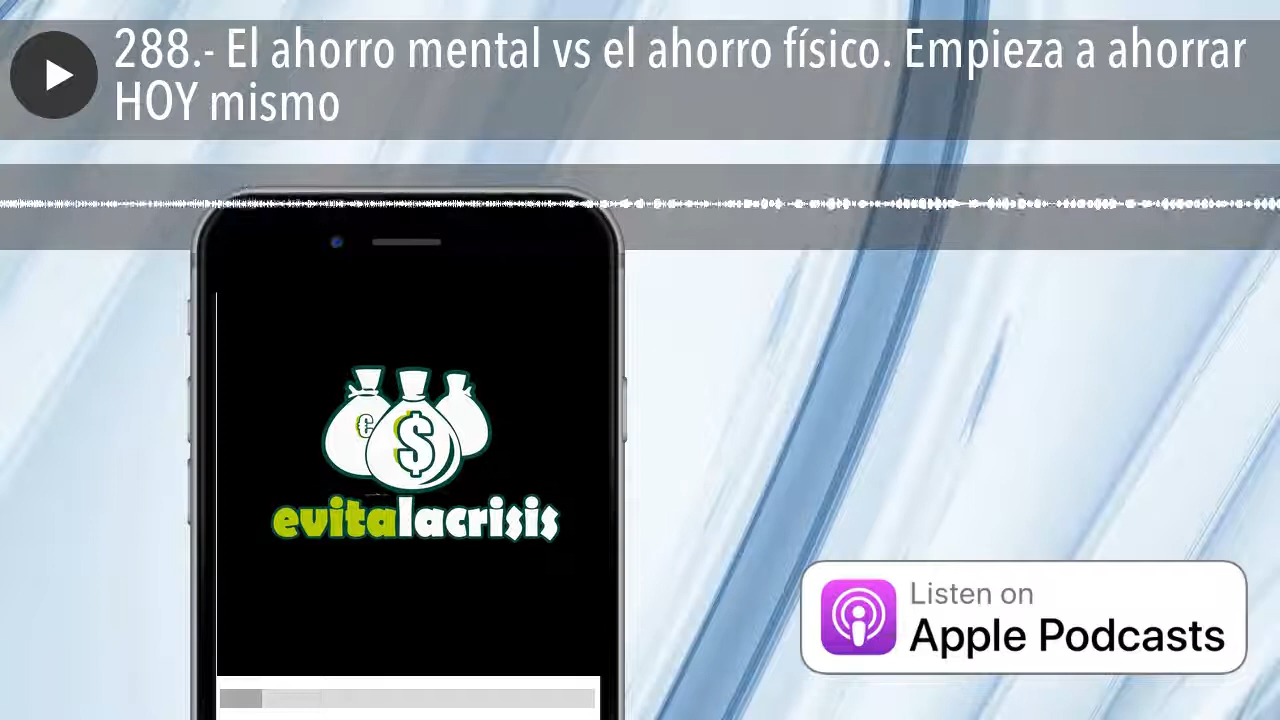 288.- El ahorro mental vs el ahorro físico. Empieza a ahorrar
HOY mismo
€
$
evitalacrisis
Listen on
Apple Podcasts